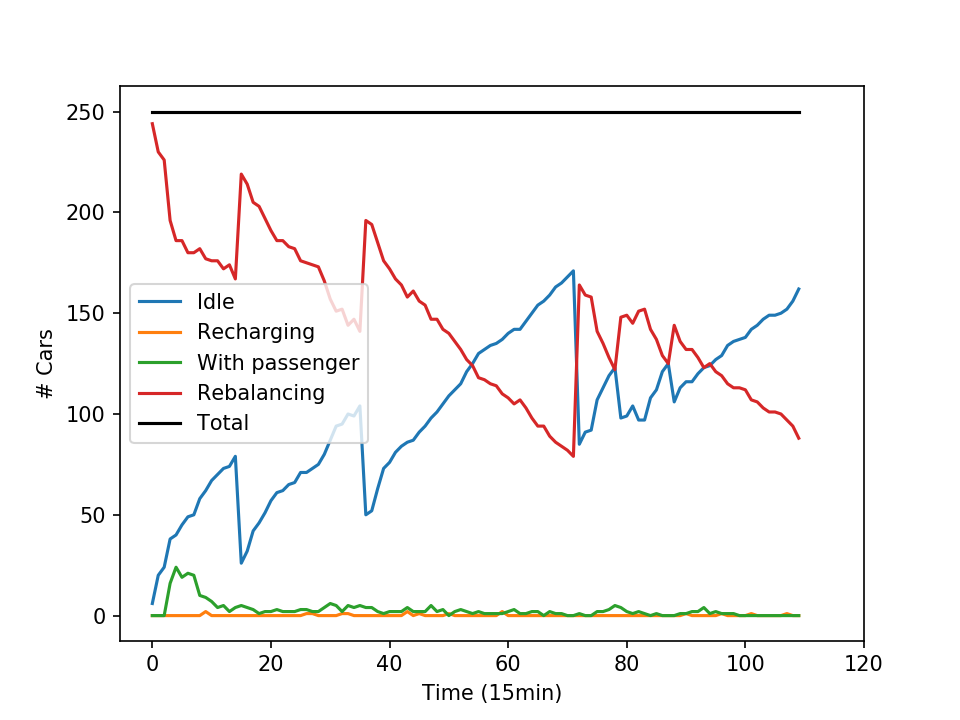 250
200
150
100
50
0
# Cars
Idle
Recharging
With passenger
Rebalancing
Total
0 20 40 60 80 100 120
Time (15min)